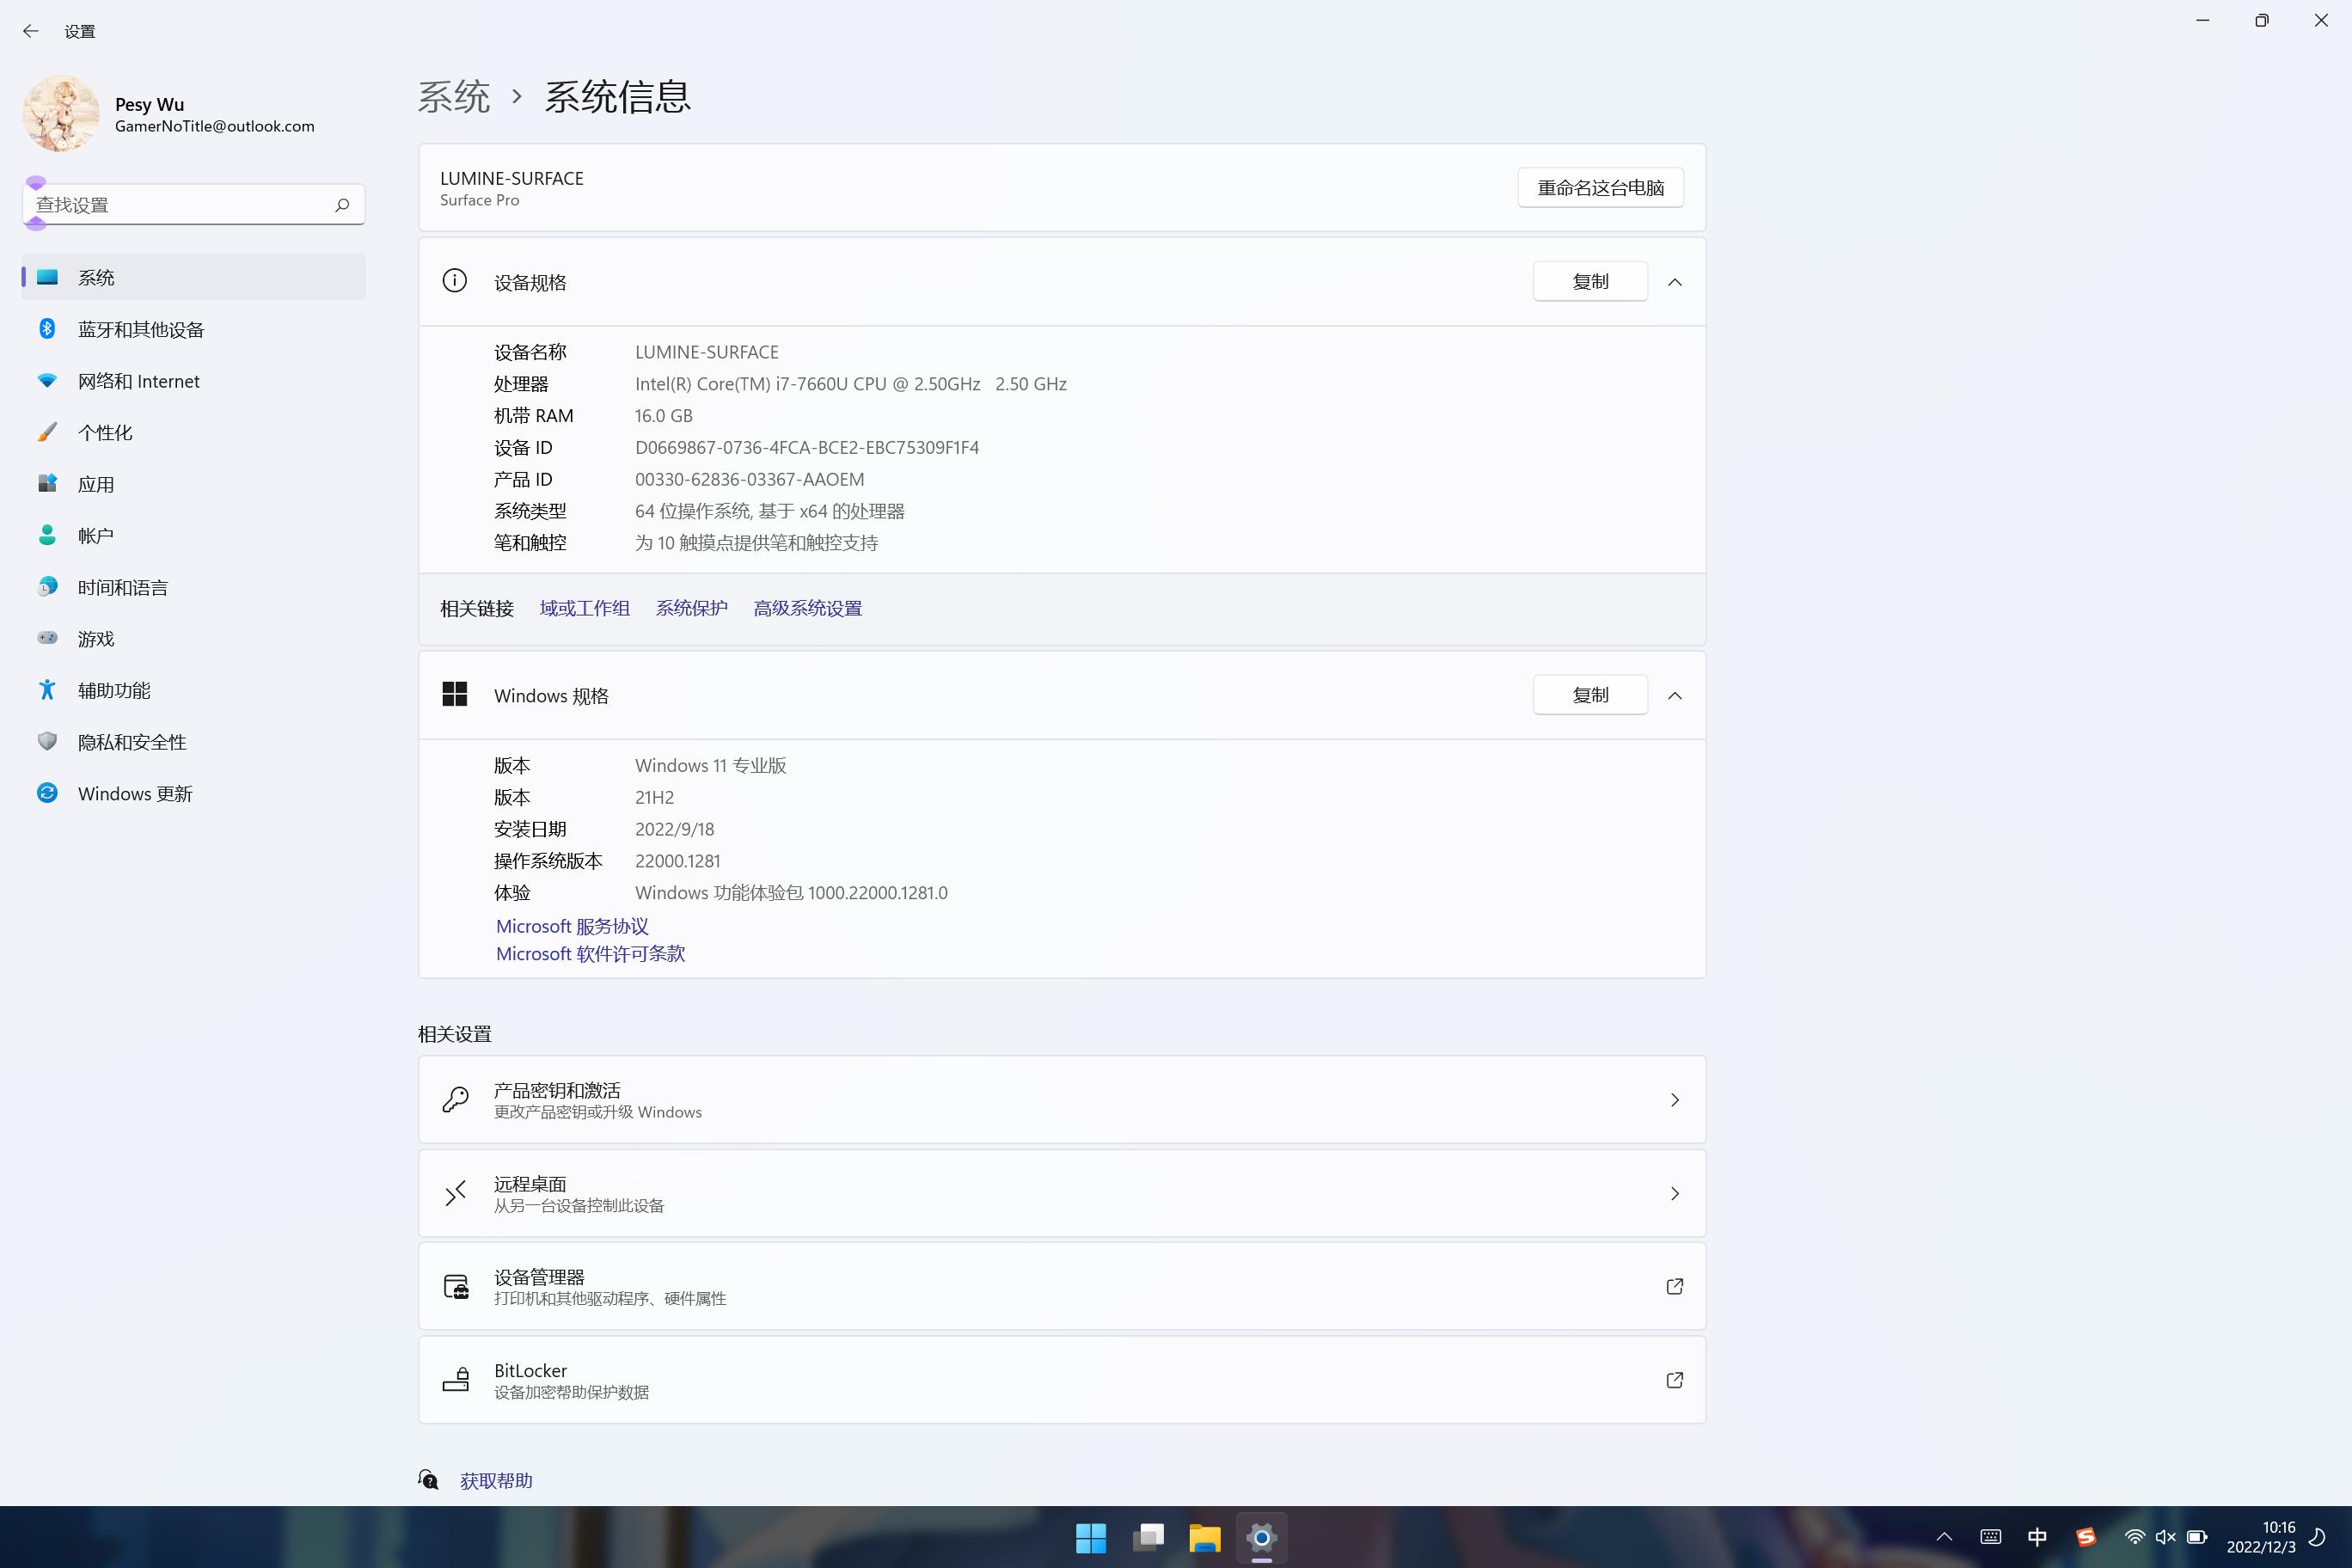 设置
Pesy Wu
GamerNoTitle@outlook.com
查找设置
系统
蓝牙和其他设备
网络和 Internet
个性化
应用
帐户
时间和语言
游戏
辅助功能
隐私和安全性
Windows 更新
系统 › 系统信息
LUMINE-SURFACE
Surface Pro
重命名这台电脑
设备规格
复制
设备名称 LUMINE-SURFACE
处理器 Intel(R) Core(TM) i7-7660U CPU @ 2.50GHz 2.50 GHz
机带 RAM 16.0 GB
设备 ID D0669867-0736-4FCA-BCE2-EBC75309F1F4
产品 ID 00330-62836-03367-AAOEM
系统类型 64 位操作系统, 基于 x64 的处理器
笔和触控 为 10 触摸点提供笔和触控支持
相关链接 域或工作组 系统保护 高级系统设置
Windows 规格
复制
版本 Windows 11 专业版
版本 21H2
安装日期 2022/9/18
操作系统版本 22000.1281
体验 Windows 功能体验包 1000.22000.1281.0
Microsoft 服务协议
Microsoft 软件许可条款
相关设置
产品密钥和激活
更改产品密钥或升级 Windows
远程桌面
从另一台设备控制此设备
设备管理器
打印机和其他驱动程序、硬件属性
BitLocker
设备加密帮助保护数据
获取帮助
中
10:16
2022/12/3